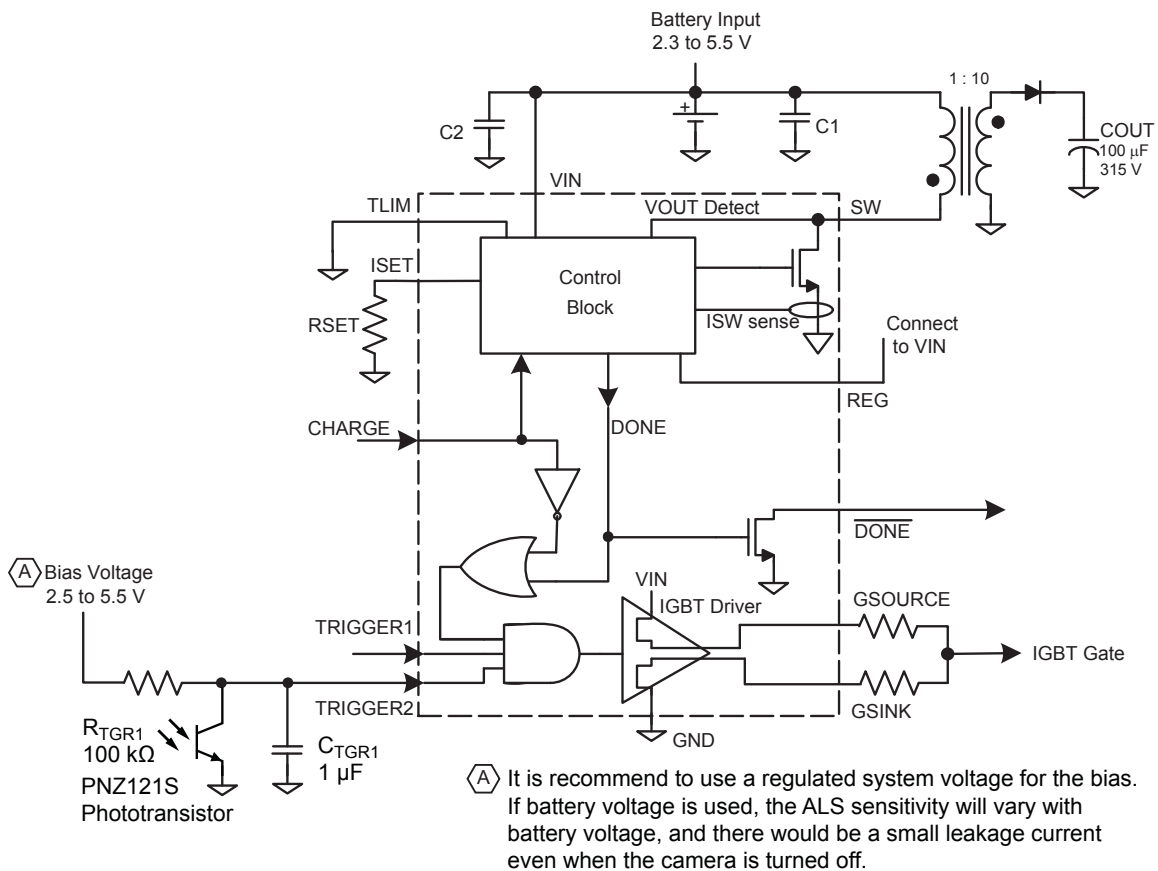 Battery Input
2.3 to 5.5 V
1 : 10
+
C2
C1
COUT
100 µF
315 V
VIN
TLIM
VOUT Detect
SW
ISET
Control
Block
RSET
ISW sense
Connect
to VIN
REG
CHARGE
DONE
DONE
A Bias Voltage
2.5 to 5.5 V
VIN
IGBT Driver
GSOURCE
TRIGGER1
IGBT Gate
TRIGGER2
GSINK
GND
RTGR1
100 kΩ
PNZ121S
Phototransistor
CTGR1
1 µF
A It is recommend to use a regulated system voltage for the bias.
If battery voltage is used, the ALS sensitivity will vary with
battery voltage, and there would be a small leakage current
even when the camera is turned off.